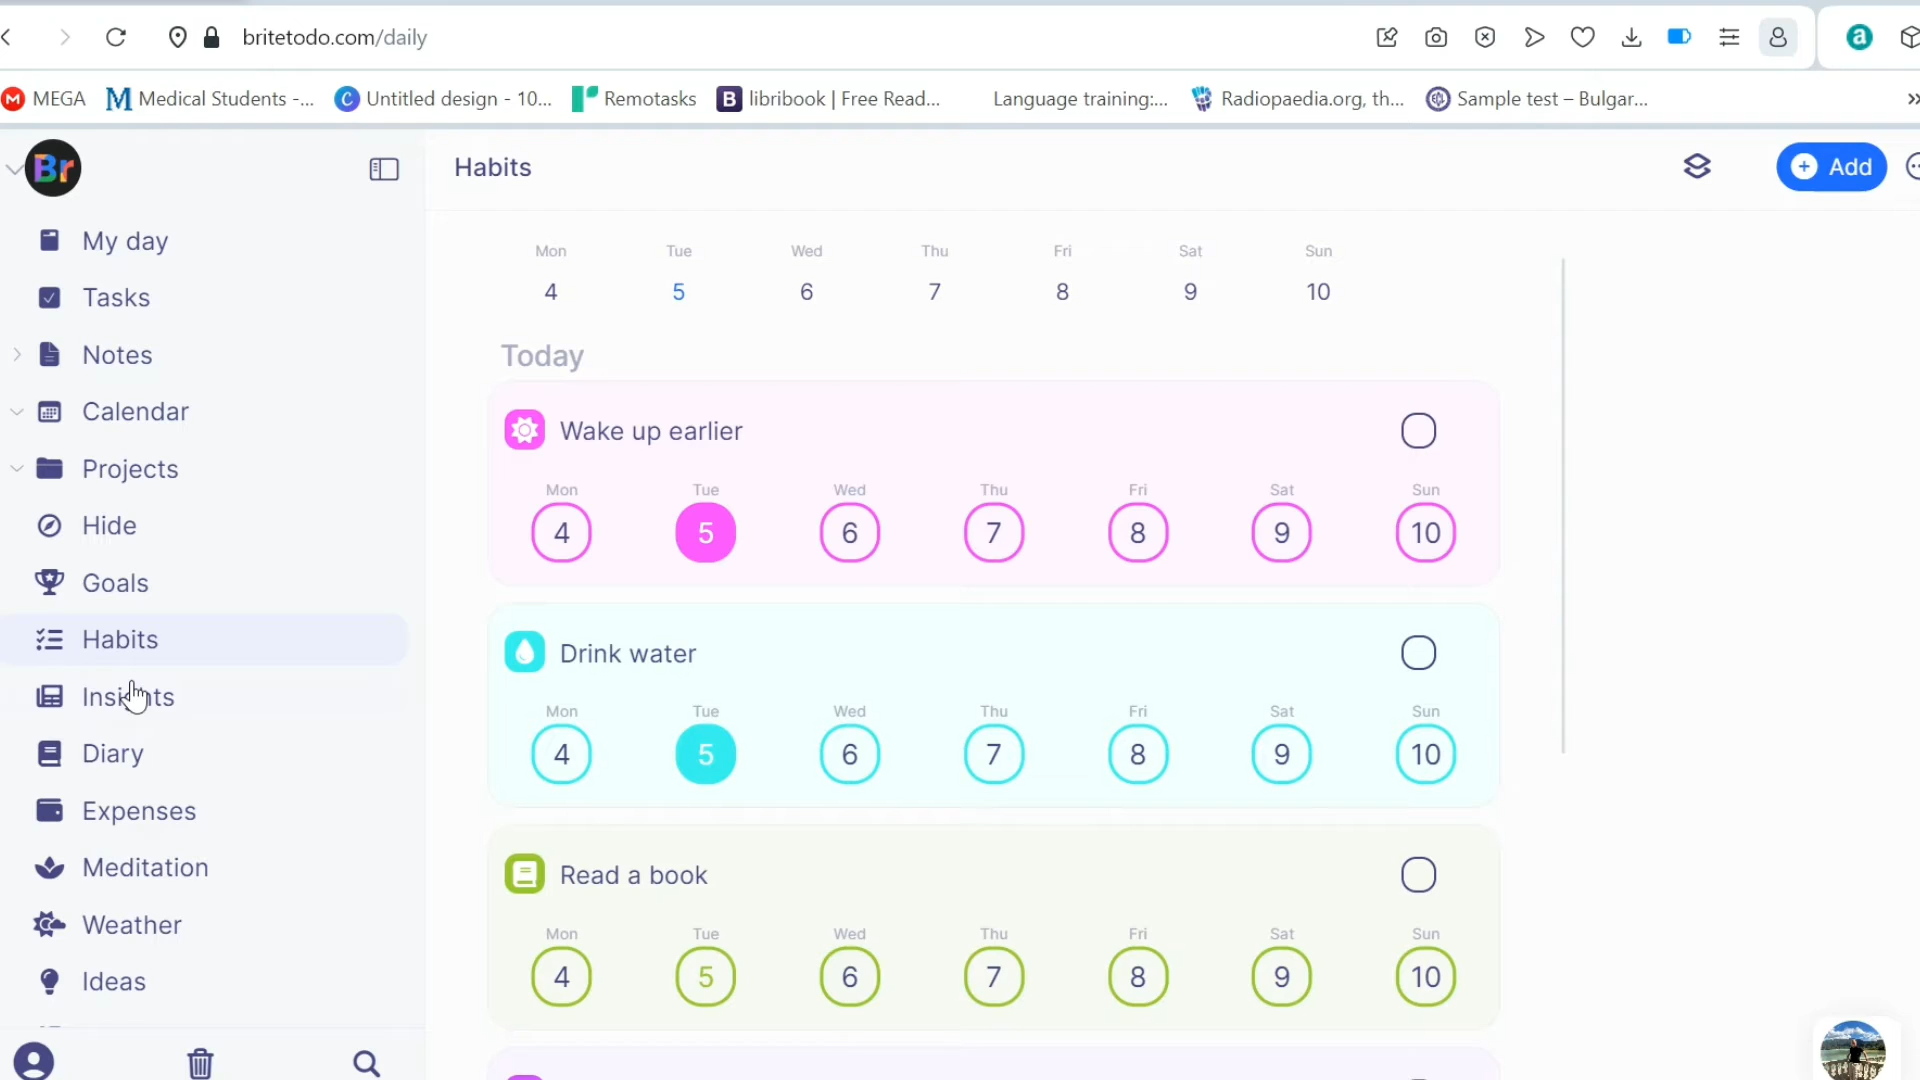 britetodo.com/daily
a
MEGA
Medical Students -...
Untitled design - 10...
Remotasks
libribook | Free Read...
Language training:...
Radiopaedia.org, th...
Sample test – Bulgar...
Br
Habits
Add
My day
Tasks
Notes
Calendar
Projects
Hide
Goals
Habits
Insights
Diary
Expenses
Meditation
Weather
Ideas
Mon Tue Wed Thu Fri Sat Sun
4 5 6 7 8 9 10
Today
Wake up earlier
Mon Tue Wed Thu Fri Sat Sun
4 5 6 7 8 9 10
Drink water
Mon Tue Wed Thu Fri Sat Sun
4 5 6 7 8 9 10
Read a book
Mon Tue Wed Thu Fri Sat Sun
4 5 6 7 8 9 10